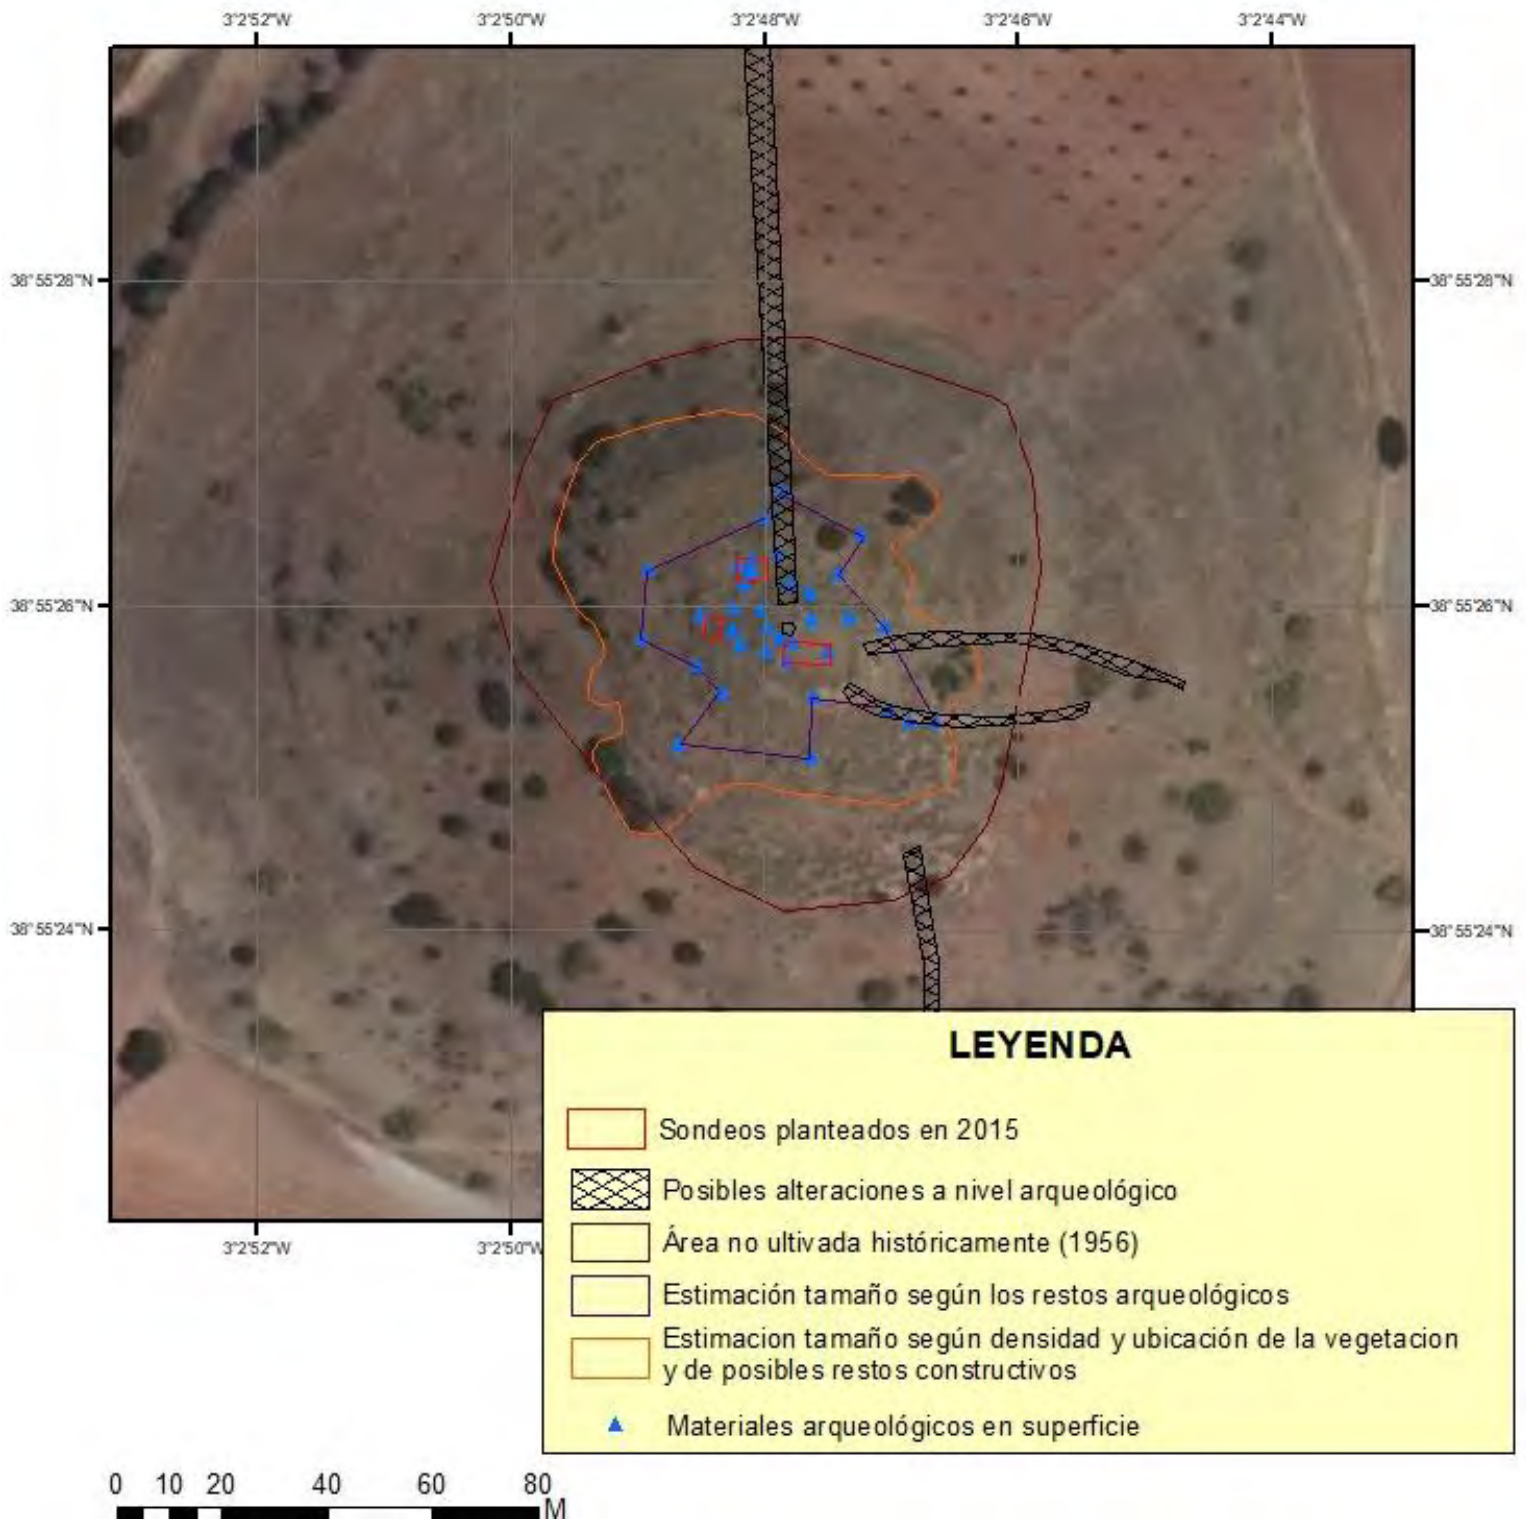 3°2'52"W 3°2'50"W 3°2'48"W 3°2'46"W 3°2'44"W
38°55'28"N 38°55'28"N
38°55'26"N 38°55'26"N
38°55'24"N 38°55'24"N
3°2'52"W 3°2'50"W
LEYENDA
Sondeos planteados en 2015
Posibles alteraciones a nivel arqueológico
Área no ultivada históricamente (1956)
Estimación tamaño según los restos arqueológicos
Estimacion tamaño según densidad y ubicación de la vegetacion
y de posibles restos constructivos
Materiales arqueológicos en superficie
0 10 20 40 60 80
M